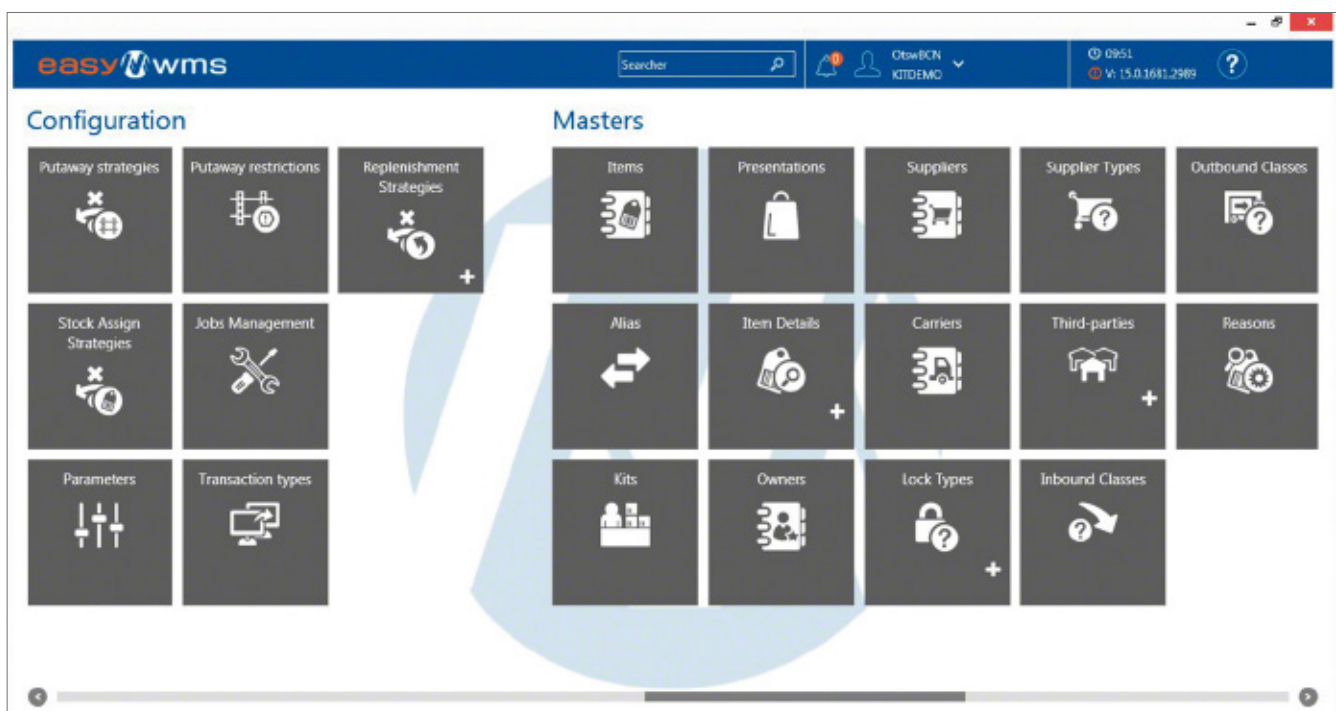 easy wms
Searcher
0
OtswBCN
KITDEMO
09:51
V: 15.0.1681.2989
?
Configuration
Masters
Putaway strategies
Putaway restrictions
Replenishment
Strategies
Items
Presentations
Suppliers
Supplier Types
Outbound Classes
Stock Assign
Strategies
Jobs Management
Alias
Item Details
Carriers
Third-parties
Reasons
Parameters
Transaction types
Kits
Owners
Lock Types
Inbound Classes